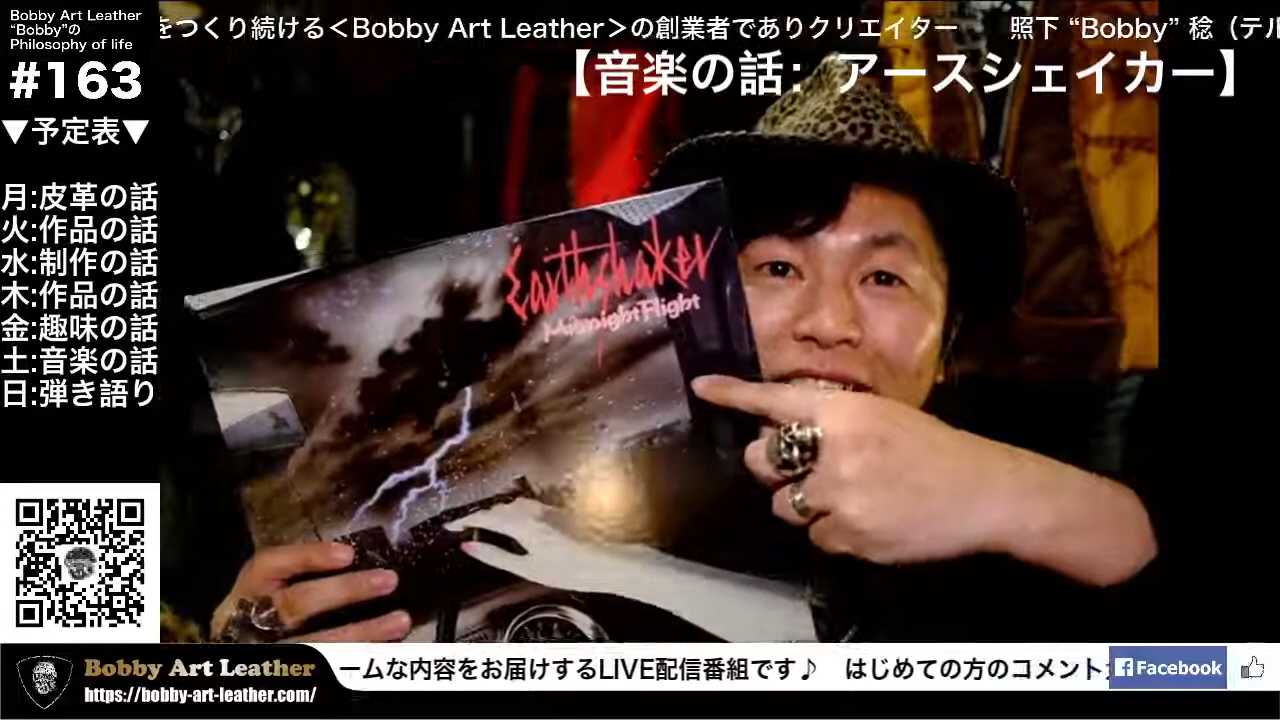 Bobby Art Leather
“Bobby”の
Philosophy of life
#163
▼予定表▼
月:皮革の話
火:作品の話
水:制作の話
木:作品の話
金:趣味の話
土:音楽の話
日:弾き語り
をつくり続ける＜Bobby Art Leather＞の創業者でありクリエイター　照下 “Bobby” 稔（テル
【音楽の話：アースシェイカー】
Earthshaker
Midnight Flight
Bobby Art Leather
https://bobby-art-leather.com/
ームな内容をお届けするLIVE配信番組です♪　はじめての方のコメント
Facebook